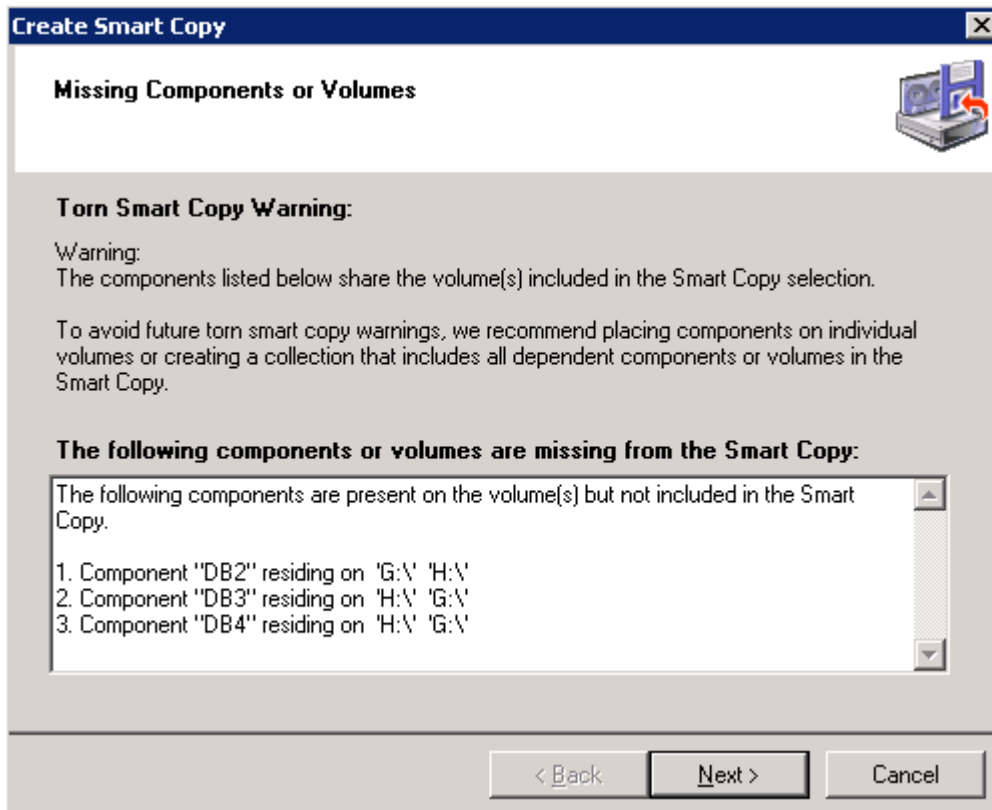 Create Smart Copy
Missing Components or Volumes
Torn Smart Copy Warning:
Warning:
The components listed below share the volume(s) included in the Smart Copy selection.
To avoid future torn smart copy warnings, we recommend placing components on individual
volumes or creating a collection that includes all dependent components or volumes in the
Smart Copy.
The following components or volumes are missing from the Smart Copy:
The following components are present on the volume(s) but not included in the Smart
Copy.
1. Component "DB2" residing on  'G:\' 'H:\'
2. Component "DB3" residing on  'H:\' 'G:\'
3. Component "DB4" residing on  'H:\' 'G:\'
< Back
Next >
Cancel